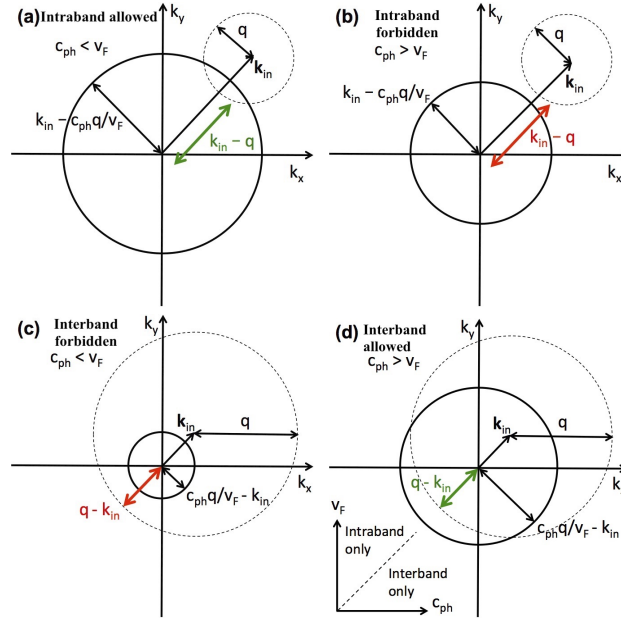 (a) Intraband allowed
c_ph < v_F
k_y
q
k_in
k_in – c_ph q/v_F
k_in – q
k_x
(b) Intraband
forbidden
c_ph > v_F
k_y
q
k_in
k_in – c_ph q/v_F
k_in – q
k_x
(c) Interband
forbidden
c_ph < v_F
k_y
k_in
q
k_x
c_ph q/v_F - k_in
q - k_in
(d) Interband
allowed
c_ph > v_F
k_y
k_in
q
k
q - k_in
c_ph q/v_F - k_in
v_F
Intraband
only
Interband
only
c_ph